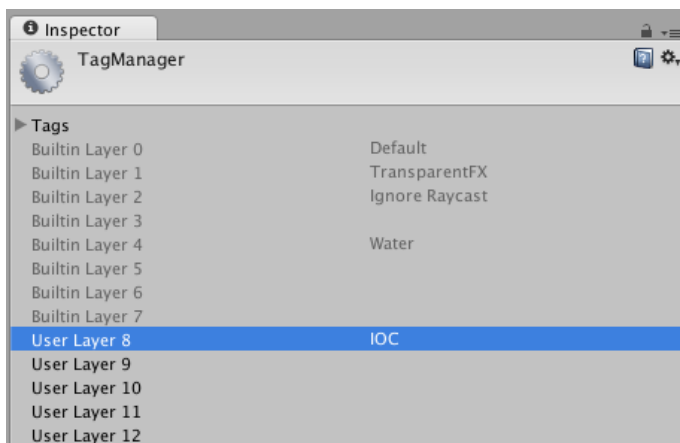 Inspector
TagManager
Tags
Builtin Layer 0 Default
Builtin Layer 1 TransparentFX
Builtin Layer 2 Ignore Raycast
Builtin Layer 3
Builtin Layer 4 Water
Builtin Layer 5
Builtin Layer 6
Builtin Layer 7
User Layer 8 IOC
User Layer 9
User Layer 10
User Layer 11
User Layer 12